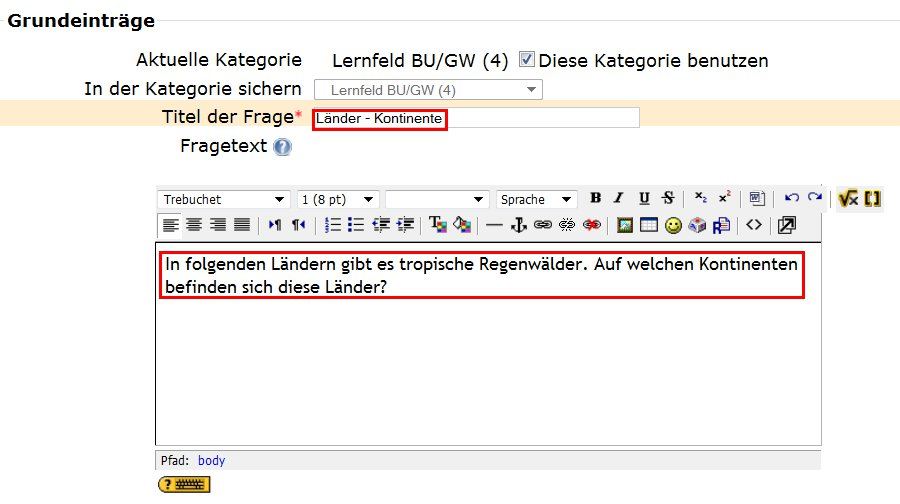 Grundeinträge
Aktuelle Kategorie Lernfeld BU/GW (4) Diese Kategorie benutzen
In der Kategorie sichern Lernfeld BU/GW (4)
Titel der Frage* Länder - Kontinente
Fragetext ?
Trebuchet 1 (8 pt) Sprache B I U S x₂ x²
In folgenden Ländern gibt es tropische Regenwälder. Auf welchen Kontinenten
befinden sich diese Länder?
Pfad: body